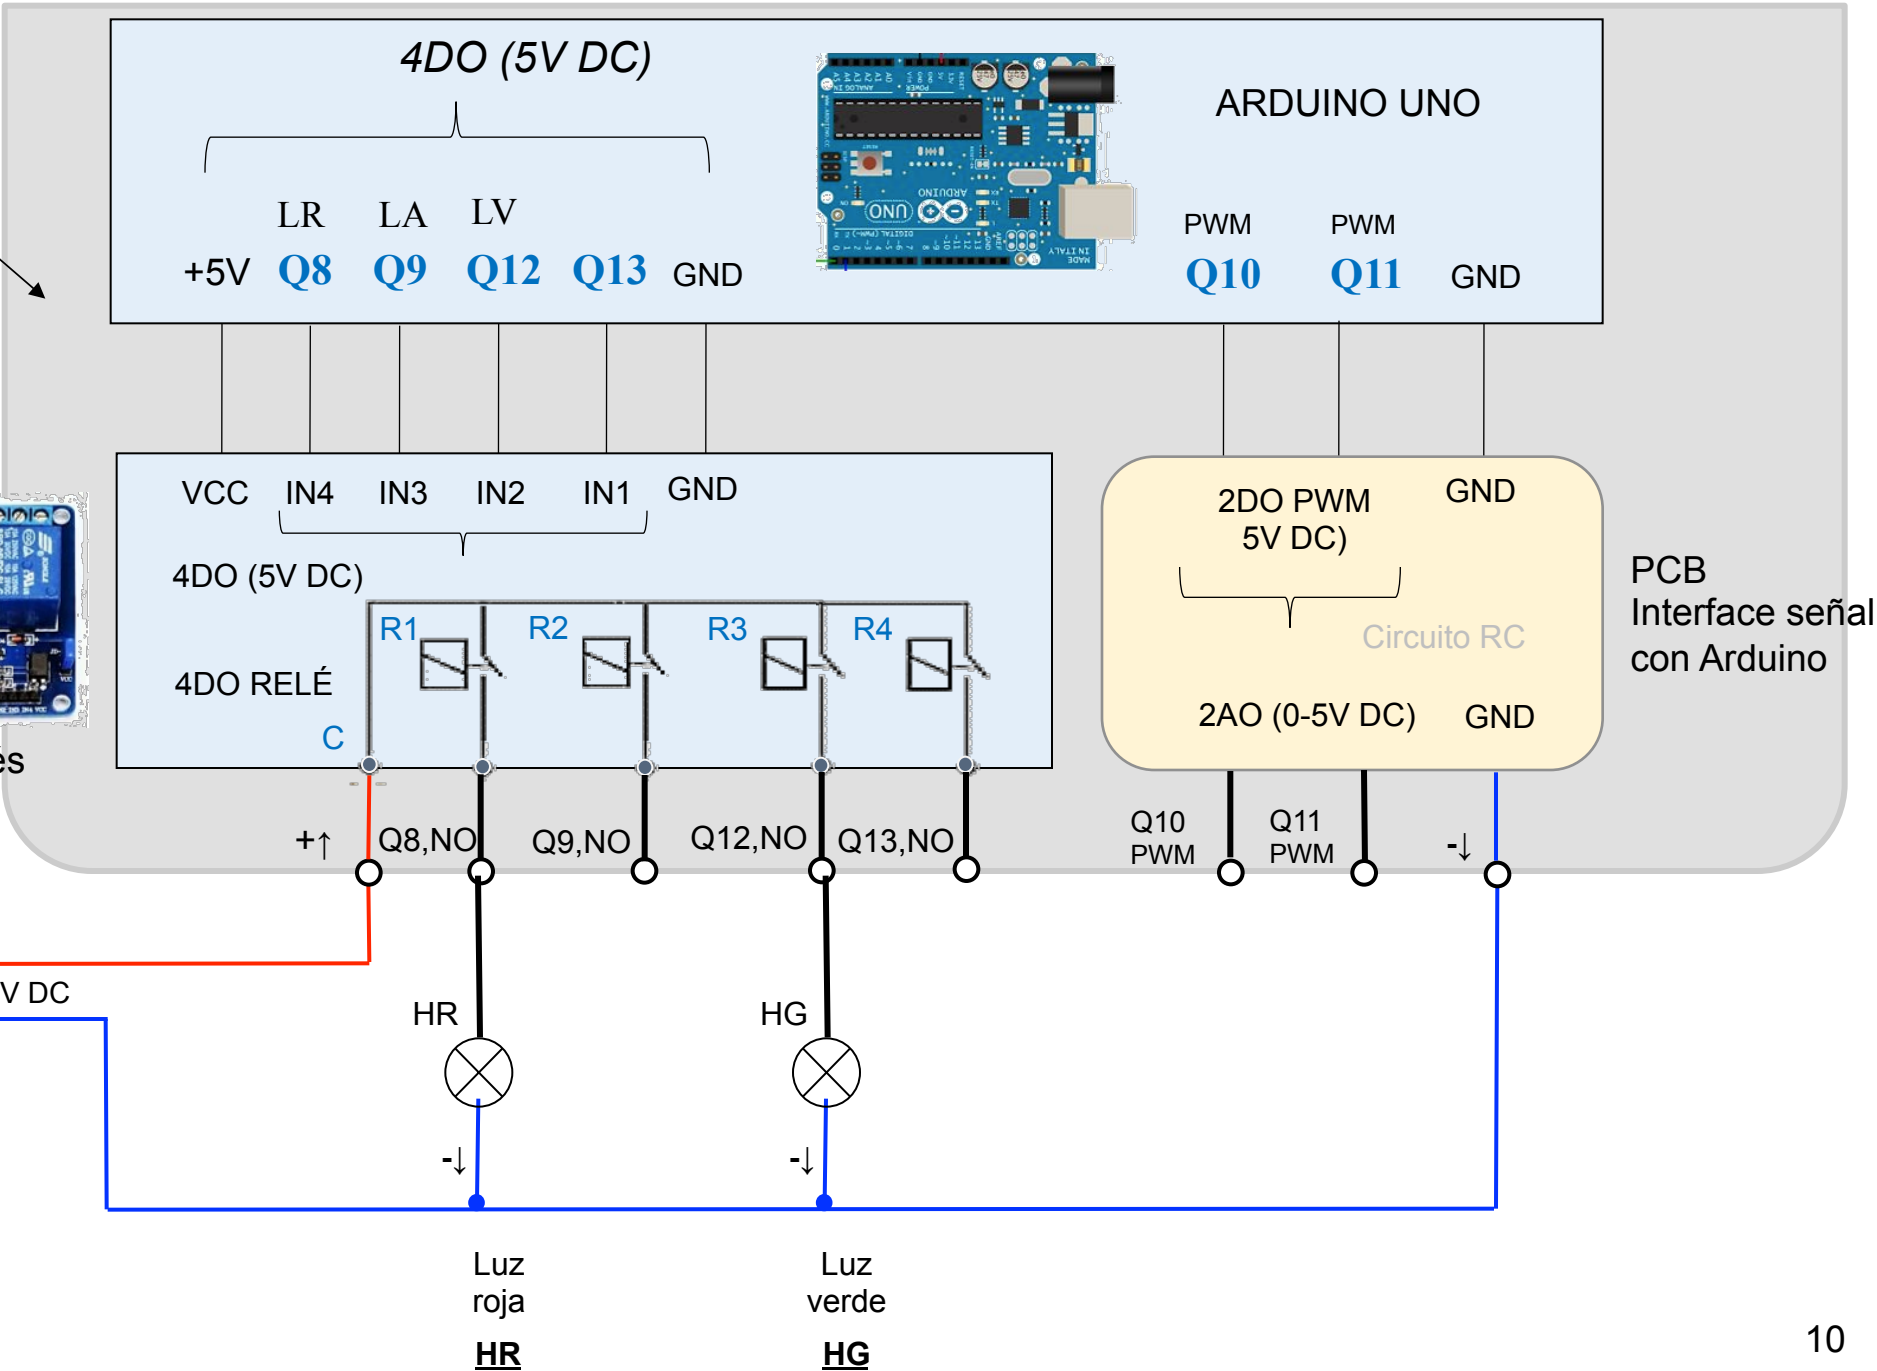 4DO (5V DC)
ARDUINO UNO
LR LA LV
PWM PWM
+5V Q8 Q9 Q12 Q13 GND
Q10 Q11 GND
VCC IN4 IN3 IN2 IN1 GND
2DO PWM
5V DC)
GND
4DO (5V DC)
R1 R2 R3 R4
Circuito RC
4DO RELÉ
C
2AO (0-5V DC) GND
PCB
Interface señal
con Arduino
és
+↑ Q8,NO Q9,NO Q12,NO Q13,NO
Q10
PWM
Q11
PWM
-↓
V DC
HR HG
-↓ -↓
Luz
roja
HR
Luz
verde
HG
10